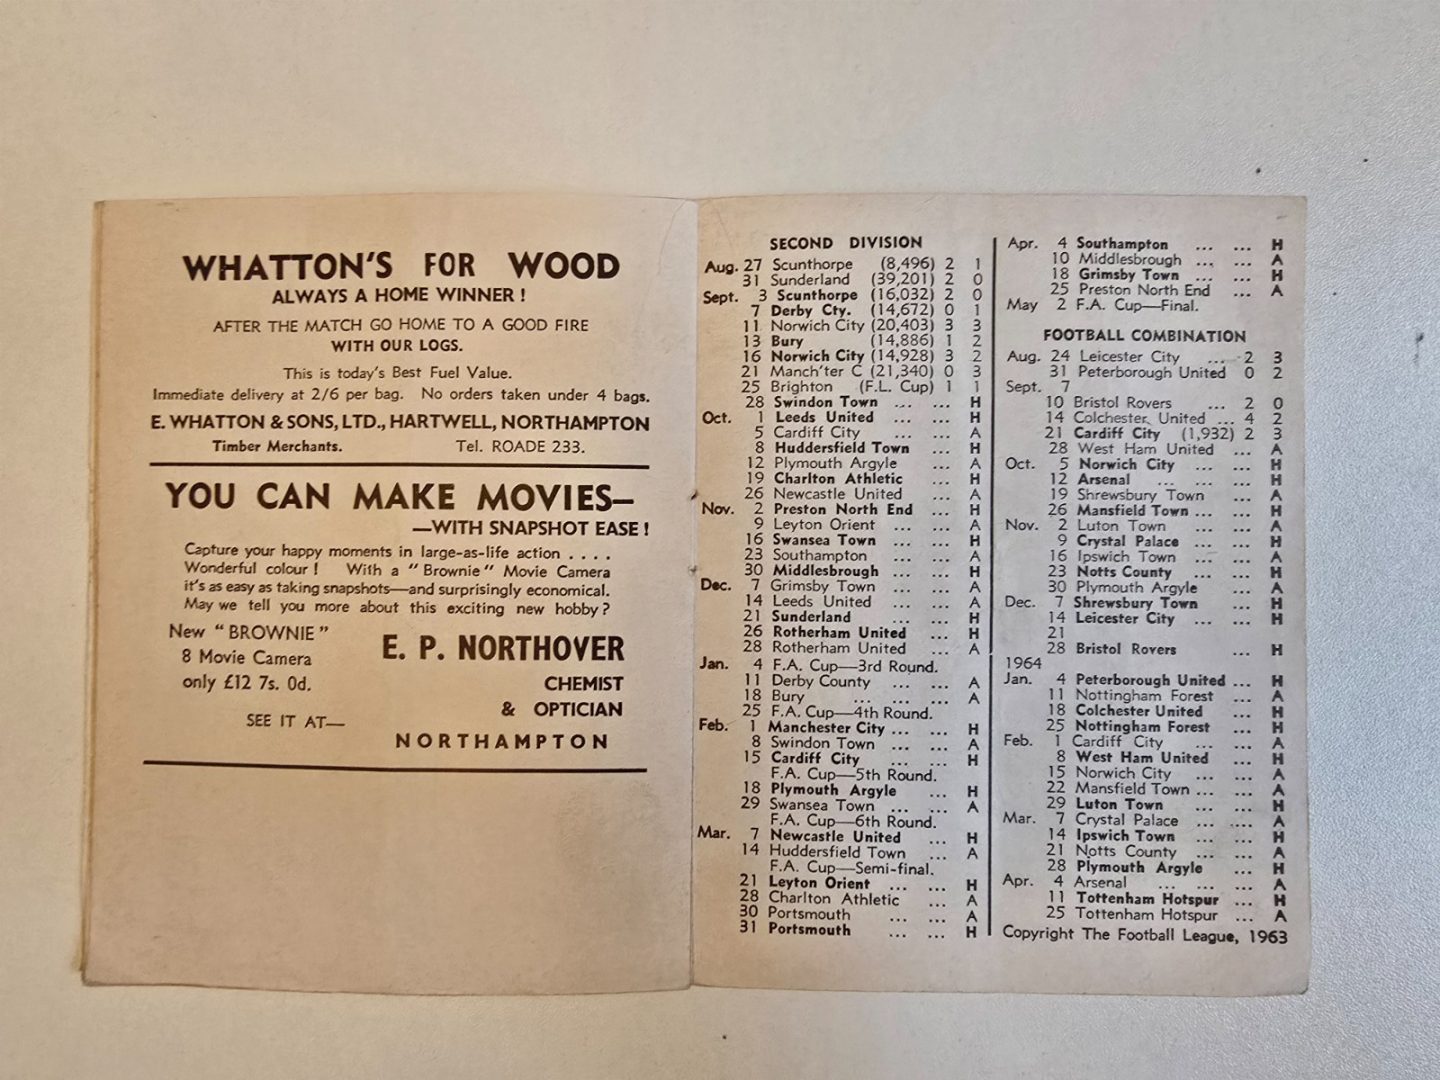 WHATTON'S FOR WOOD
ALWAYS A HOME WINNER !
AFTER THE MATCH GO HOME TO A GOOD FIRE
WITH OUR LOGS.
This is today's Best Fuel Value.
Immediate delivery at 2/6 per bag. No orders taken under 4 bags.
E. WHATTON & SONS, LTD., HARTWELL, NORTHAMPTON
Timber Merchants. Tel. ROADE 233.
YOU CAN MAKE MOVIES—
—WITH SNAPSHOT EASE !
Capture your happy moments in large-as-life action . . . .
Wonderful colour ! With a "Brownie" Movie Camera
it's as easy as taking snapshots—and surprisingly economical.
May we tell you more about this exciting new hobby ?
New "BROWNIE"
8 Movie Camera
only £12 7s. 0d.
SEE IT AT—
E. P. NORTHOVER
CHEMIST
& OPTICIAN
NORTHAMPTON
SECOND DIVISION
Aug. 27 Scunthorpe (8,496) 2 1
31 Sunderland (39,201) 2 0
Sept. 3 Scunthorpe (16,032) 2 0
7 Derby Cty. (14,672) 0 1
11 Norwich City (20,403) 3 3
13 Bury (14,886) 1 2
16 Norwich City (14,928) 3 2
21 Manch'ter C (21,340) 0 3
25 Brighton (F.L. Cup) 1 1
28 Swindon Town ... ... H
Oct. 1 Leeds United ... ... H
5 Cardiff City ... ... A
8 Huddersfield Town ... H
12 Plymouth Argyle ... A
19 Charlton Athletic ... H
26 Newcastle United ... A
Nov. 2 Preston North End ... H
9 Leyton Orient ... ... A
16 Swansea Town ... ... H
23 Southampton ... ... A
30 Middlesbrough ... ... H
Dec. 7 Grimsby Town ... ... A
14 Leeds United ... ... A
21 Sunderland ... ... H
26 Rotherham United ... H
28 Rotherham United ... A
Jan. 4 F.A. Cup—3rd Round.
11 Derby County ... ... A
18 Bury ... ... ... A
25 F.A. Cup—4th Round.
Feb. 1 Manchester City ... ... H
8 Swindon Town ... ... A
15 Cardiff City ... ... H
F.A. Cup—5th Round.
18 Plymouth Argyle ... H
29 Swansea Town ... ... A
F.A. Cup—6th Round.
Mar. 7 Newcastle United ... H
14 Huddersfield Town ... A
F.A. Cup—Semi-final.
21 Leyton Orient ... ... H
28 Charlton Athletic ... A
30 Portsmouth ... ... A
31 Portsmouth ... ... H
Apr. 4 Southampton ... ... H
10 Middlesbrough ... ... A
18 Grimsby Town ... ... H
25 Preston North End ... A
May 2 F.A. Cup—Final.
FOOTBALL COMBINATION
Aug. 24 Leicester City ... 2 3
31 Peterborough United 0 2
Sept. 7
10 Bristol Rovers ... 2 0
14 Colchester United ... 4 2
21 Cardiff City (1,932) 2 3
28 West Ham United ... A
Oct. 5 Norwich City ... ... H
12 Arsenal ... ... ... H
19 Shrewsbury Town ... A
26 Mansfield Town ... ... H
Nov. 2 Luton Town ... ... A
9 Crystal Palace ... ... H
16 Ipswich Town ... ... A
23 Notts County ... ... H
30 Plymouth Argyle ... A
Dec. 7 Shrewsbury Town ... H
14 Leicester City ... ... H
21
28 Bristol Rovers ... H
1964
Jan. 4 Peterborough United ... H
11 Nottingham Forest ... A
18 Colchester United ... H
25 Nottingham Forest ... H
Feb. 1 Cardiff City ... ... A
8 West Ham United ... H
15 Norwich City ... ... A
22 Mansfield Town ... ... A
29 Luton Town ... ... H
Mar. 7 Crystal Palace ... .... A
14 Ipswich Town ... ... H
21 Notts County ... ... A
28 Plymouth Argyle ... H
Apr. 4 Arsenal ... ... ... A
11 Tottenham Hotspur ... H
25 Tottenham Hotspur ... A
Copyright The Football League, 1963